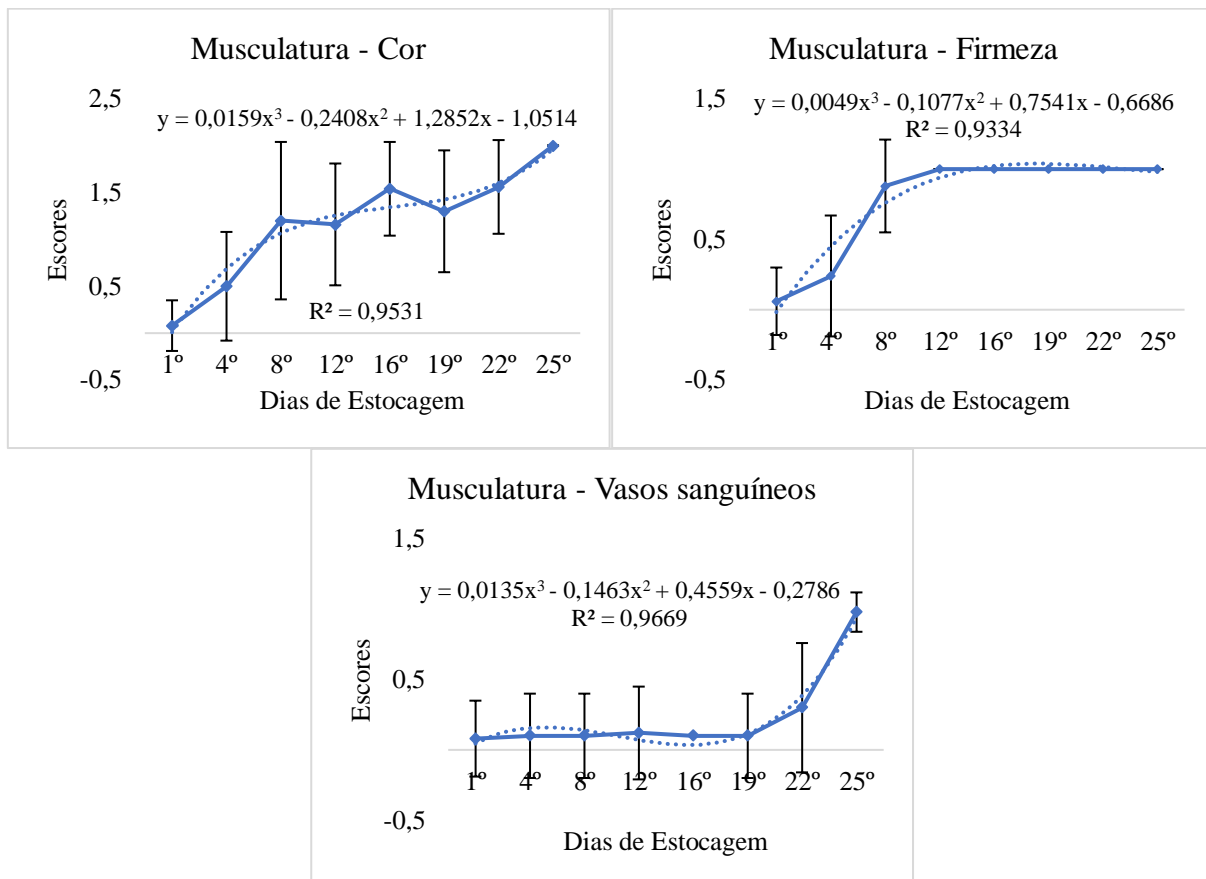 Musculatura - Cor
2,5
y = 0,0159x³ - 0,2408x² + 1,2852x - 1,0514
1,5
Escores
0,5
R² = 0,9531
1º 4º 8º 12º 16º 19º 22º 25º
-0,5
Dias de Estocagem
Musculatura - Firmeza
1,5
y = 0,0049x³ - 0,1077x² + 0,7541x - 0,6686
R² = 0,9334
Escores
0,5
1º 4º 8º 12º 16º 19º 22º 25º
-0,5
Dias de Estocagem
Musculatura - Vasos sanguíneos
1,5
y = 0,0135x³ - 0,1463x² + 0,4559x - 0,2786
R² = 0,9669
Escores
0,5
1º 4º 8º 12º 16º 19º 22º 25º
-0,5
Dias de Estocagem